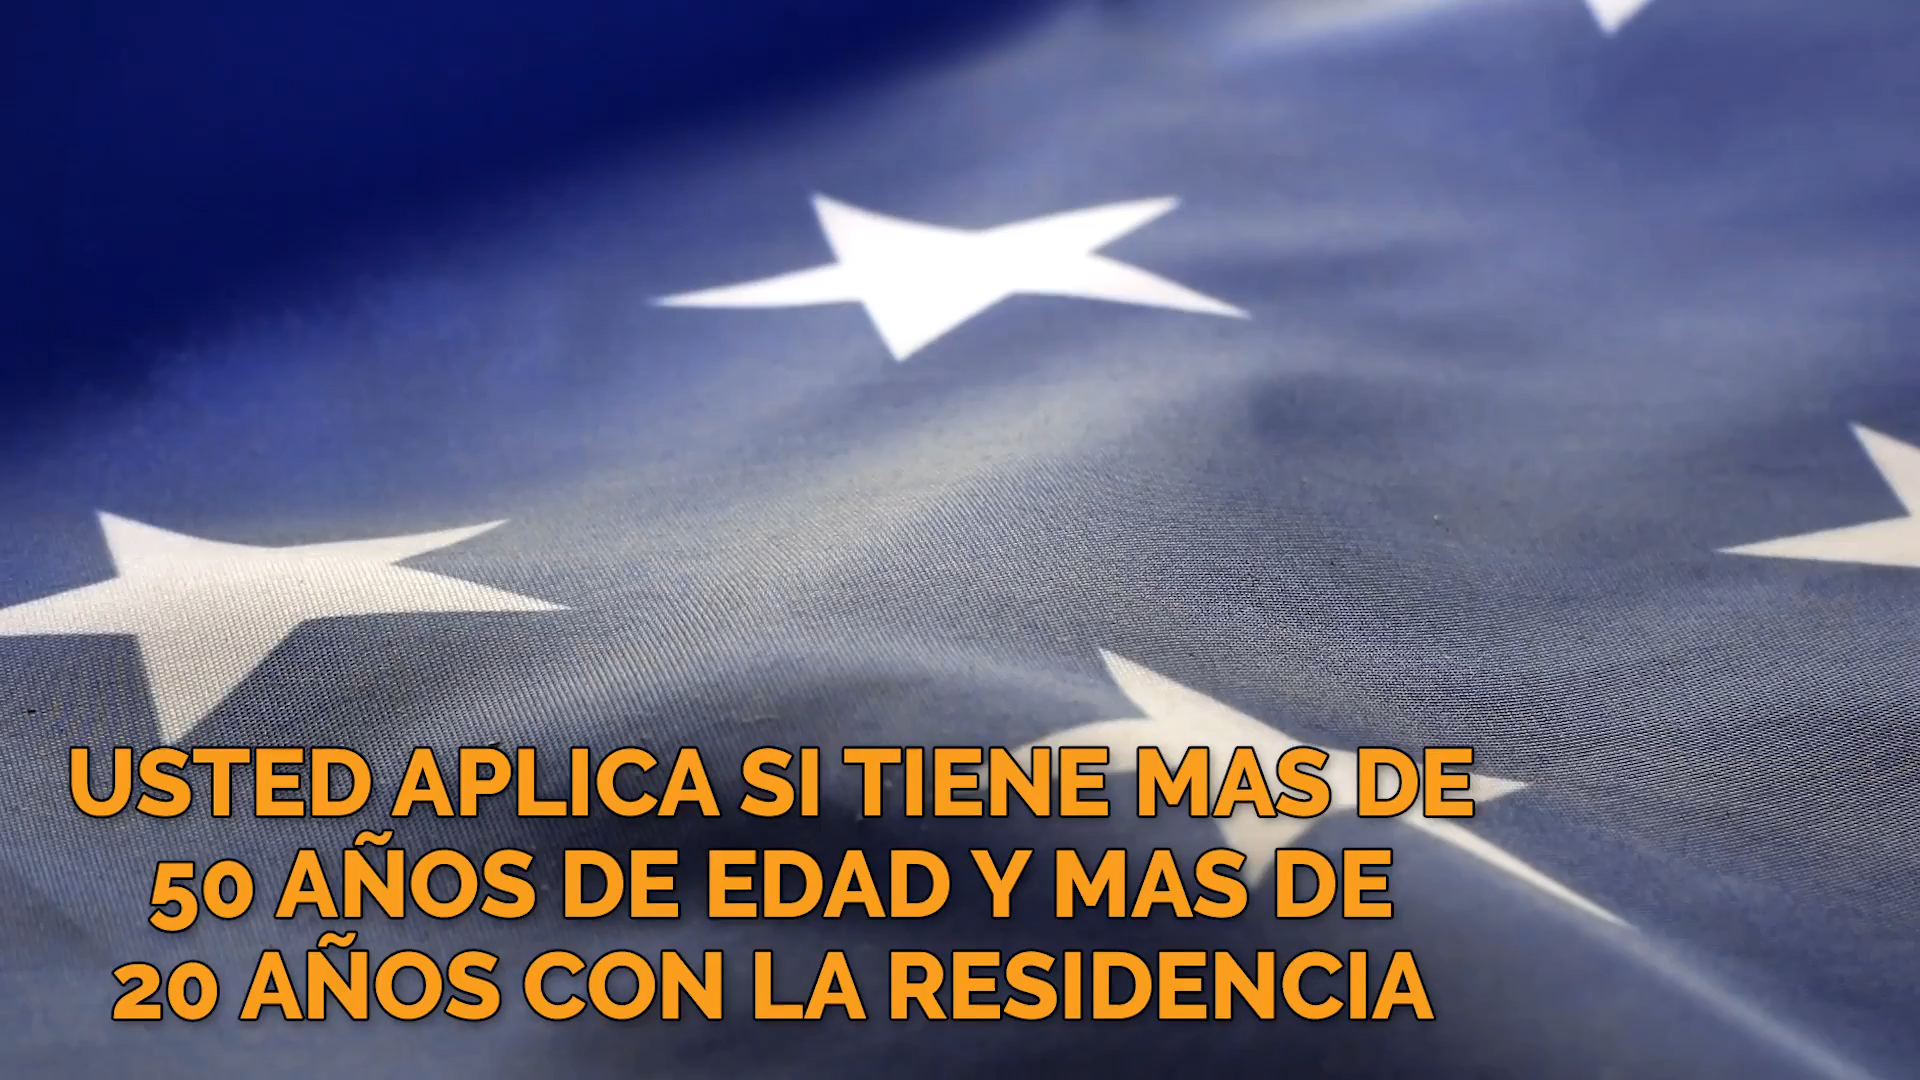 USTED APLICA SI TIENE MAS DE
50 AÑOS DE EDAD Y MAS DE
20 AÑOS CON LA RESIDENCIA